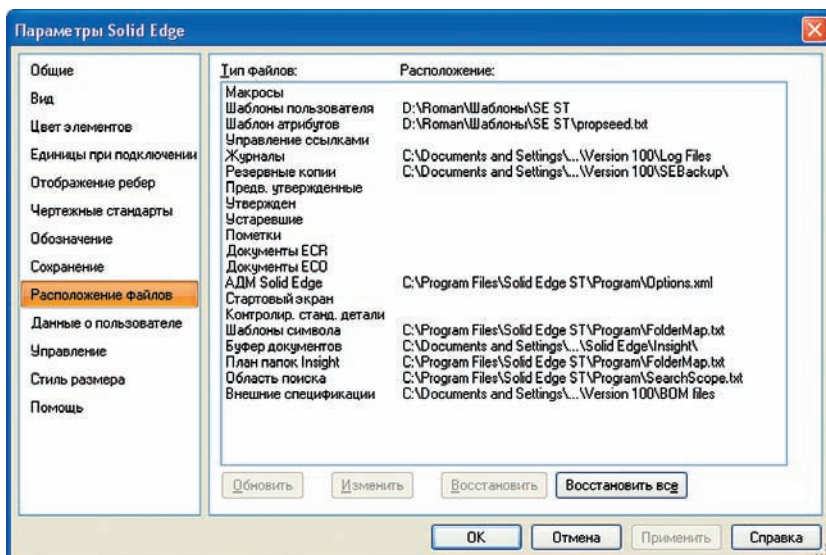 Параметры Solid Edge
Общие
Вид
Цвет элементов
Единицы при подключении
Отображение ребер
Чертежные стандарты
Обозначение
Сохранение
Расположение файлов
Данные о пользователе
Управление
Стиль размера
Помощь
Тип файлов: Расположение:
Макросы
Шаблоны пользователя D:\Roman\Шаблоны\SE ST
Шаблон атрибутов D:\Roman\Шаблоны\SE ST\propseed.txt
Управление ссылками
Журналы C:\Documents and Settings\...\Version 100\Log Files
Резервные копии C:\Documents and Settings\...\Version 100\SEBackup\
Предв. утвержденные
Утвержден
Устаревшие
Пометки
Документы ECR
Документы ECO
АДМ Solid Edge C:\Program Files\Solid Edge ST\Program\Options.xml
Стартовый экран
Контролир. станд. детали
Шаблоны символа C:\Program Files\Solid Edge ST\Program\FolderMap.txt
Буфер документов C:\Documents and Settings\...\Solid Edge\Insight\
План папок Insight C:\Program Files\Solid Edge ST\Program\FolderMap.txt
Область поиска C:\Program Files\Solid Edge ST\Program\SearchScope.txt
Внешние спецификации C:\Documents and Settings\...\Version 100\BOM files
Обновить Изменить Восстановить Восстановить все
OK Отмена Применить Справка